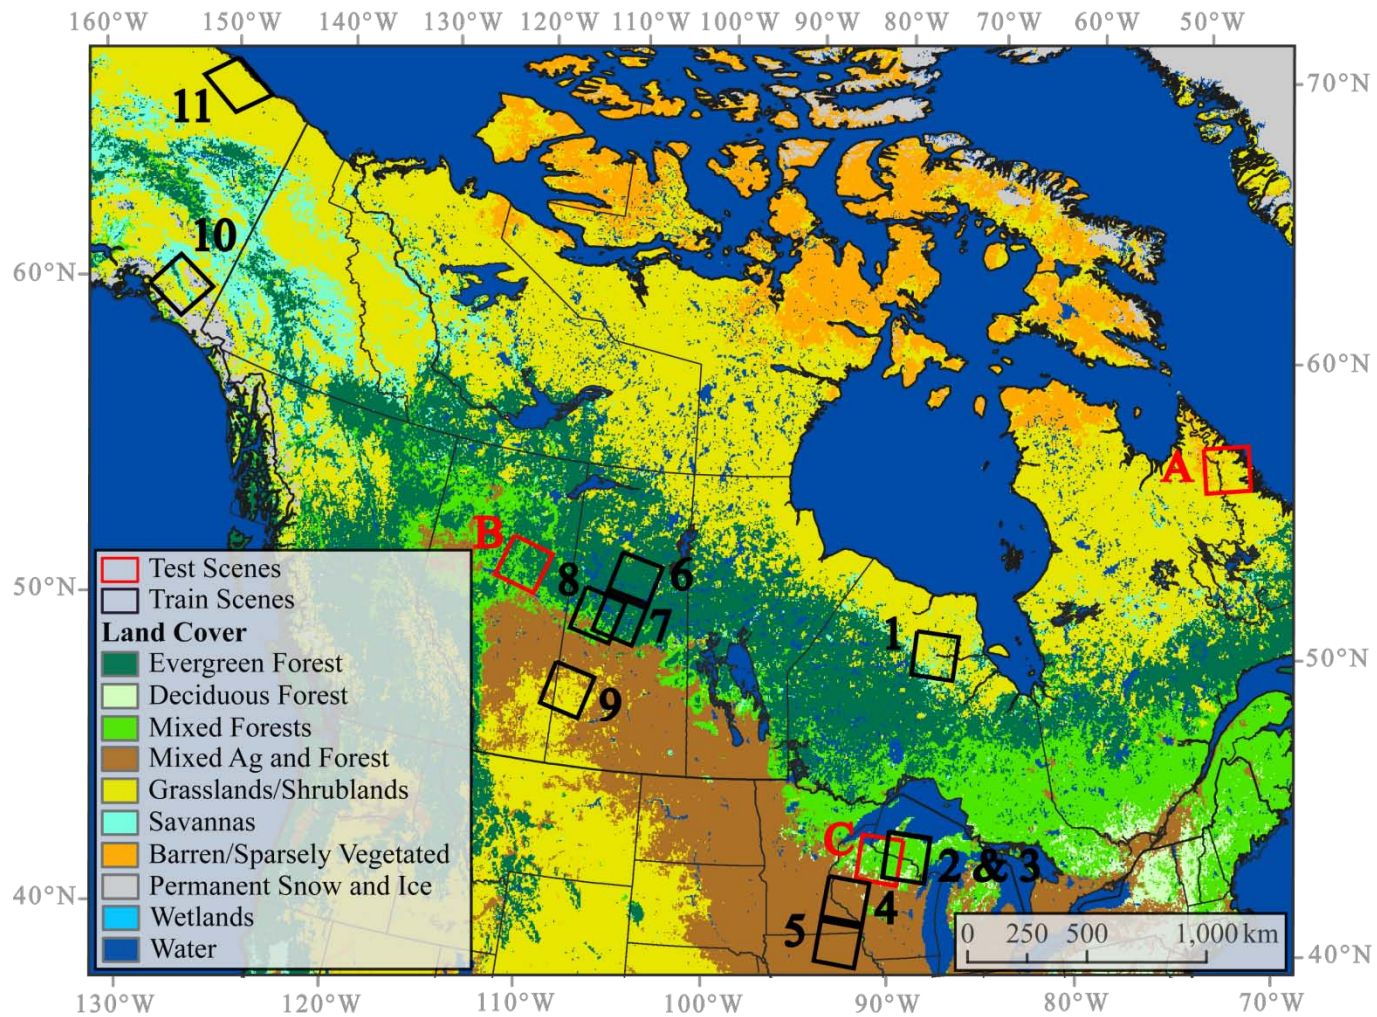 160°W 150°W 140°W 130°W 120°W 110°W 100°W 90°W 80°W 70°W 60°W 50°W
70°N
11
10
60°N
60°N
A
B
50°N
8 6
7
1
50°N
9
C
2 & 3
4
5
40°N
40°N
Test Scenes
Train Scenes
Land Cover
Evergreen Forest
Deciduous Forest
Mixed Forests
Mixed Ag and Forest
Grasslands/Shrublands
Savannas
Barren/Sparsely Vegetated
Permanent Snow and Ice
Wetlands
Water
0 250 500 1,000 km
130°W 120°W 110°W 100°W 90°W 80°W 70°W